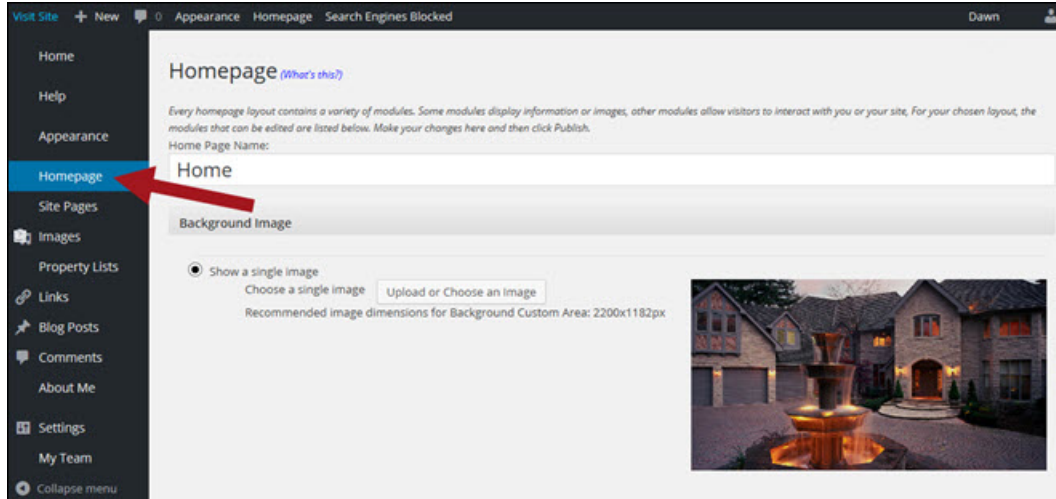 Visit Site + New 0 Appearance Homepage Search Engines Blocked Dawn
Home
Help
Appearance
Homepage
Site Pages
Images
Property Lists
Links
Blog Posts
Comments
About Me
Settings
My Team
Collapse menu
Homepage (What's this?)
Every homepage layout contains a variety of modules. Some modules display information or images, other modules allow visitors to interact with you or your site, For your chosen layout, the
modules that can be edited are listed below. Make your changes here and then click Publish.
Home Page Name:
Home
Background Image
Show a single image
Choose a single image Upload or Choose an Image
Recommended image dimensions for Background Custom Area: 2200x1182px